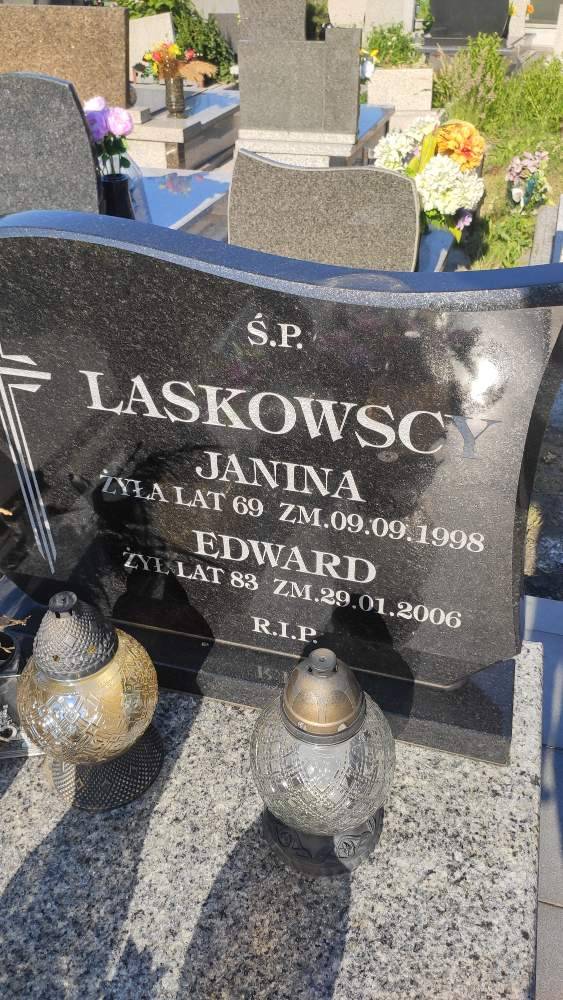 Ś.P.
LASKOWSCY
JANINA
ŻYŁA LAT 69 ZM.09.09.1998
EDWARD
ŻYŁ LAT 83 ZM.29.01.2006
R.I.P.